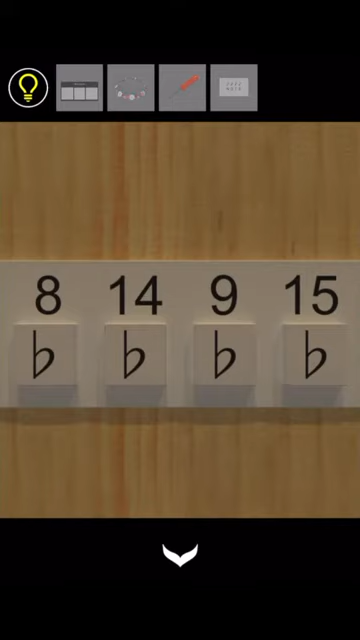 8 14 9 15
♭ ♭ ♭ ♭